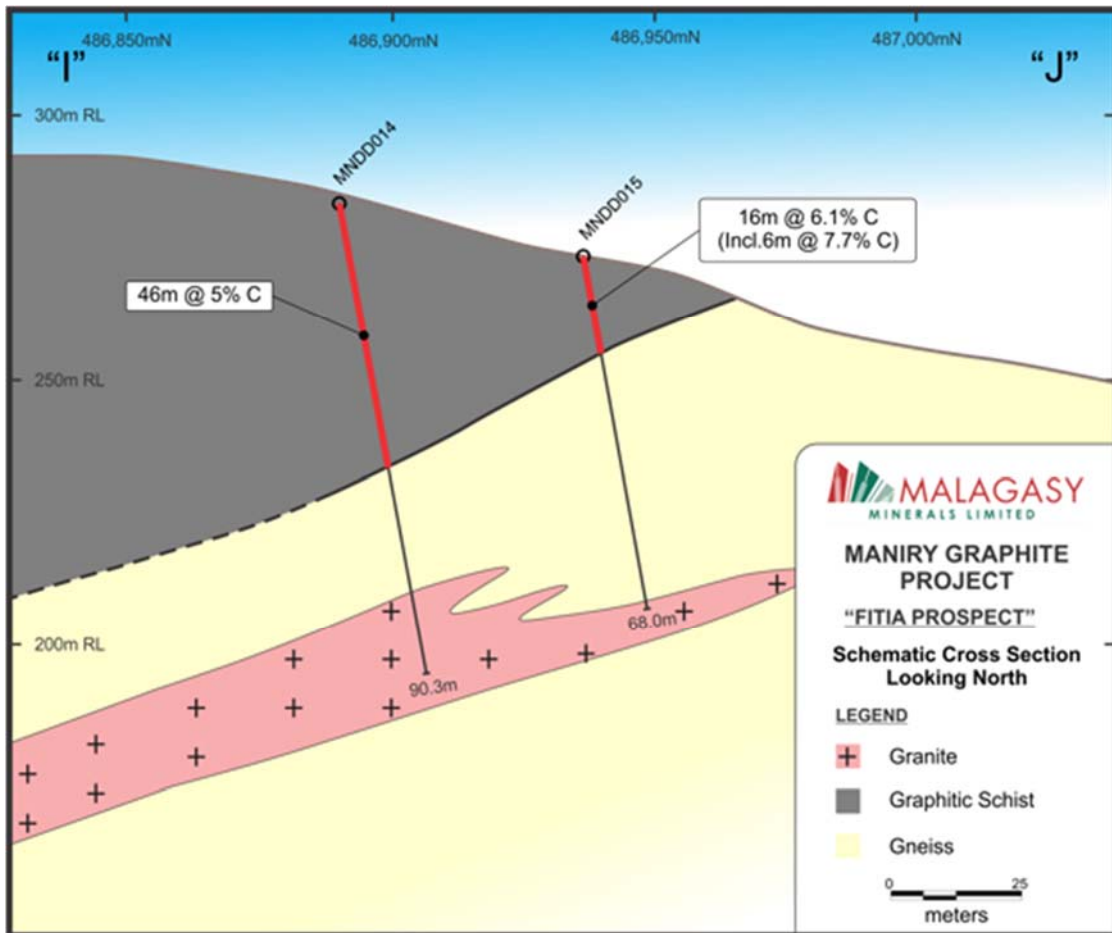 486,850mN 486,900mN 486,950mN 487,000mN
“I” “J”
300m RL
MNDD014
MNDD015
16m @ 6.1% C
(Incl.6m @ 7.7% C)
46m @ 5% C
250m RL
200m RL
68.0m
90.3m
MALAGASY
MINERALS LIMITED
MANIRY GRAPHITE
PROJECT
“FITIA PROSPECT”
Schematic Cross Section
Looking North
LEGEND
Granite
Graphitic Schist
Gneiss
0 25
meters